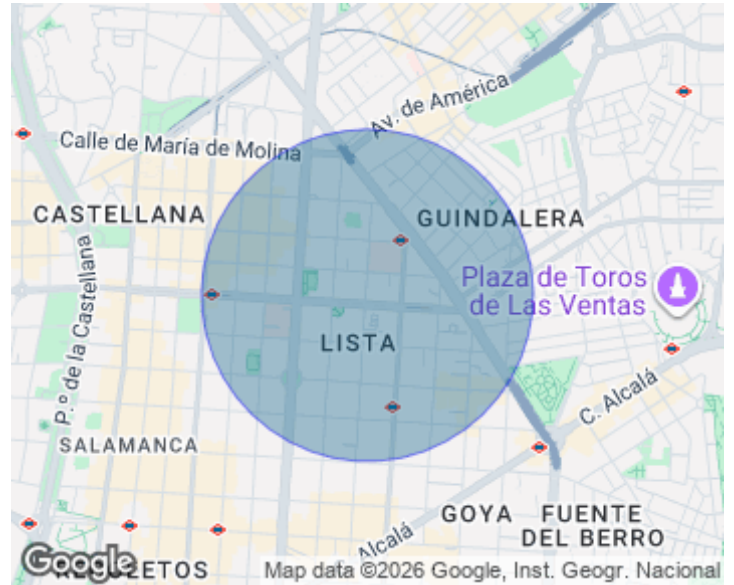 Av. de América
Calle de María de Molina
CASTELLANA
GUINDALERA
Plaza de Toros
de Las Ventas
P.º de la Castellana
LISTA
C. Alcalá
SALAMANCA
GOYA
FUENTE
DEL BERRO
Alcalá
Google
Map data ©2026 Google, Inst. Geogr. Nacional